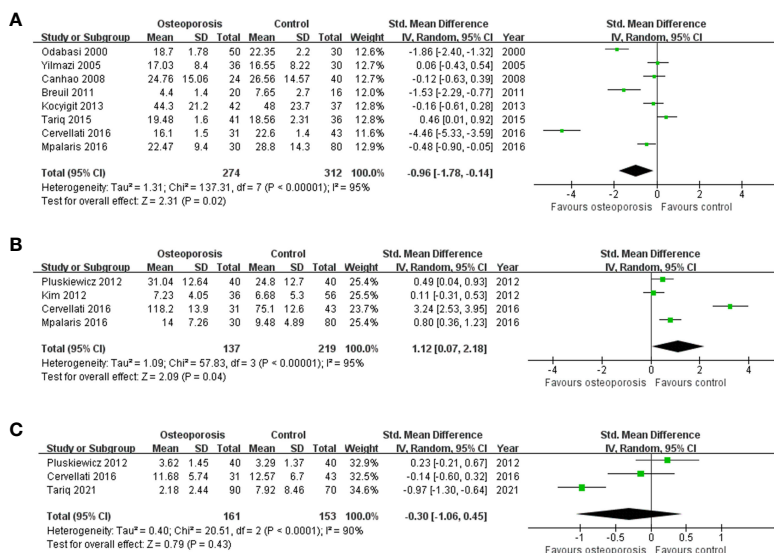 A
Osteoporosis Control Std. Mean Difference Std. Mean Difference
Study or Subgroup Mean SD Total Mean SD Total Weight IV, Random, 95% CI Year IV, Random, 95% CI
Odabasi 2000 18.7 1.78 50 22.35 2.2 30 12.6% -1.86 [-2.40, -1.32] 2000
Yilmazi 2005 17.03 8.4 36 16.55 8.22 30 12.7% 0.06 [-0.43, 0.54] 2005
Canhao 2008 24.76 15.06 24 26.56 14.57 40 12.7% -0.12 [-0.63, 0.39] 2008
Breuil 2011 4.4 1.4 20 7.65 2.7 16 12.0% -1.53 [-2.29, -0.77] 2011
Kocyigit 2013 44.3 21.2 42 48 23.7 37 12.8% -0.16 [-0.61, 0.28] 2013
Tariq 2015 19.48 1.6 41 18.56 2.31 36 12.8% 0.46 [0.01, 0.92] 2015
Cervellati 2016 16.1 1.5 31 22.6 1.4 43 11.7% -4.46 [-5.33, -3.59] 2016
Mpalaris 2016 22.47 9.4 30 28.8 14.3 80 12.8% -0.48 [-0.90, -0.05] 2016
Total (95% CI) 274 312 100.0% -0.96 [-1.78, -0.14]
Heterogeneity: Tau² = 1.31; Chi² = 137.31, df = 7 (P < 0.00001); I² = 95%
Test for overall effect: Z = 2.31 (P = 0.02)
-4 -2 0 2 4
Favours osteoporosis Favours control
B
Osteoporosis Control Std. Mean Difference Std. Mean Difference
Study or Subgroup Mean SD Total Mean SD Total Weight IV, Random, 95% CI Year IV, Random, 95% CI
Pluskiewicz 2012 31.04 12.64 40 24.8 12.7 40 25.4% 0.49 [0.04, 0.93] 2012
Kim 2012 7.23 4.05 36 6.68 5.3 56 25.5% 0.11 [-0.31, 0.53] 2012
Cervellati 2016 118.2 13.9 31 75.1 12.6 43 23.7% 3.24 [2.53, 3.95] 2016
Mpalaris 2016 14 7.26 30 9.48 4.89 80 25.4% 0.80 [0.36, 1.23] 2016
Total (95% CI) 137 219 100.0% 1.12 [0.07, 2.18]
Heterogeneity: Tau² = 1.09; Chi² = 57.83, df = 3 (P < 0.00001); I² = 95%
Test for overall effect: Z = 2.09 (P = 0.04)
-4 -2 0 2 4
Favours osteoporosis Favours control
C
Osteoporosis Control Std. Mean Difference Std. Mean Difference
Study or Subgroup Mean SD Total Mean SD Total Weight IV, Random, 95% CI Year IV, Random, 95% CI
Pluskiewicz 2012 3.62 1.45 40 3.29 1.37 40 32.9% 0.23 [-0.21, 0.67] 2012
Cervellati 2016 11.68 5.74 31 12.57 6.7 43 32.5% -0.14 [-0.60, 0.32] 2016
Tariq 2021 2.18 2.44 90 7.92 8.46 70 34.6% -0.97 [-1.30, -0.64] 2021
Total (95% CI) 161 153 100.0% -0.30 [-1.06, 0.45]
Heterogeneity: Tau² = 0.40; Chi² = 20.51, df = 2 (P < 0.0001); I² = 90%
Test for overall effect: Z = 0.79 (P = 0.43)
-1 -0.5 0 0.5 1
Favours osteoporosis Favours control